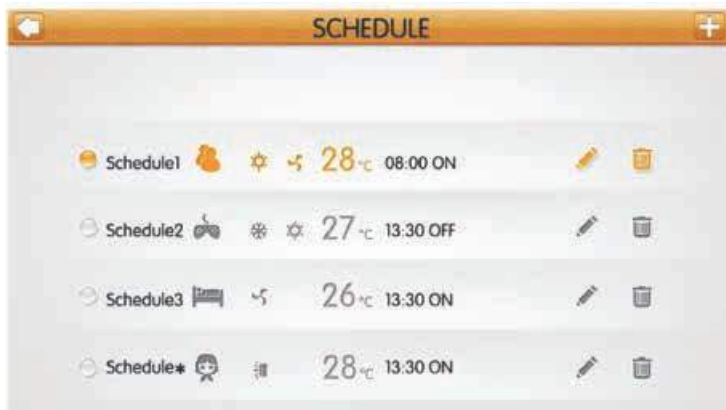 SCHEDULE
Schedule1 28°C 08:00 ON
Schedule2 27°C 13:30 OFF
Schedule3 26°C 13:30 ON
Schedule* 28°C 13:30 ON